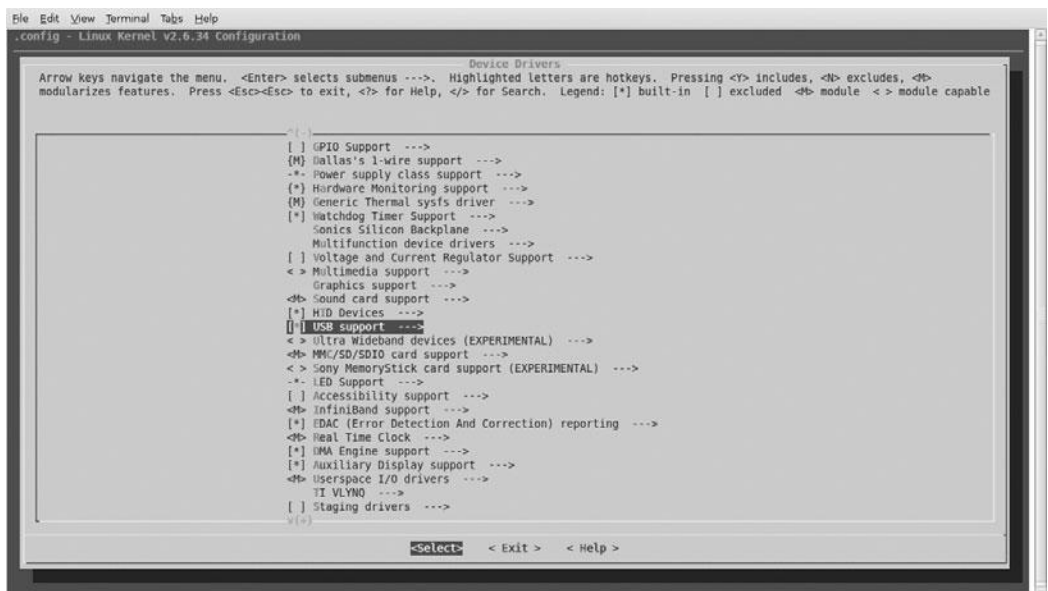 File Edit View Terminal Tabs Help
.config - Linux Kernel v2.6.34 Configuration
Device Drivers
Arrow keys navigate the menu. <Enter> selects submenus --->. Highlighted letters are hotkeys. Pressing <Y> includes, <N> excludes, <M>
modularizes features. Press <Esc><Esc> to exit, <?> for Help, </> for Search. Legend: [*] built-in [ ] excluded <M> module < > module capable
^(-)
[ ] GPIO Support --->
{M} Dallas's 1-wire support --->
-*- Power supply class support --->
{*} Hardware Monitoring support --->
{M} Generic Thermal sysfs driver --->
[*] Watchdog Timer Support --->
Sonics Silicon Backplane --->
Multifunction device drivers --->
[ ] Voltage and Current Regulator Support --->
< > Multimedia support --->
Graphics support --->
<M> Sound card support --->
[*] HID Devices --->
[*] USB support --->
< > Ultra Wideband devices (EXPERIMENTAL) --->
<M> MMC/SD/SDIO card support --->
< > Sony MemoryStick card support (EXPERIMENTAL) --->
-*- LED Support --->
[ ] Accessibility support --->
<M> InfiniBand support --->
[*] EDAC (Error Detection And Correction) reporting --->
<M> Real Time Clock --->
[*] DMA Engine support --->
[*] Auxiliary Display support --->
<M> Userspace I/O drivers --->
TI VLYNQ --->
[ ] Staging drivers --->
v(+)
<Select> < Exit > < Help >